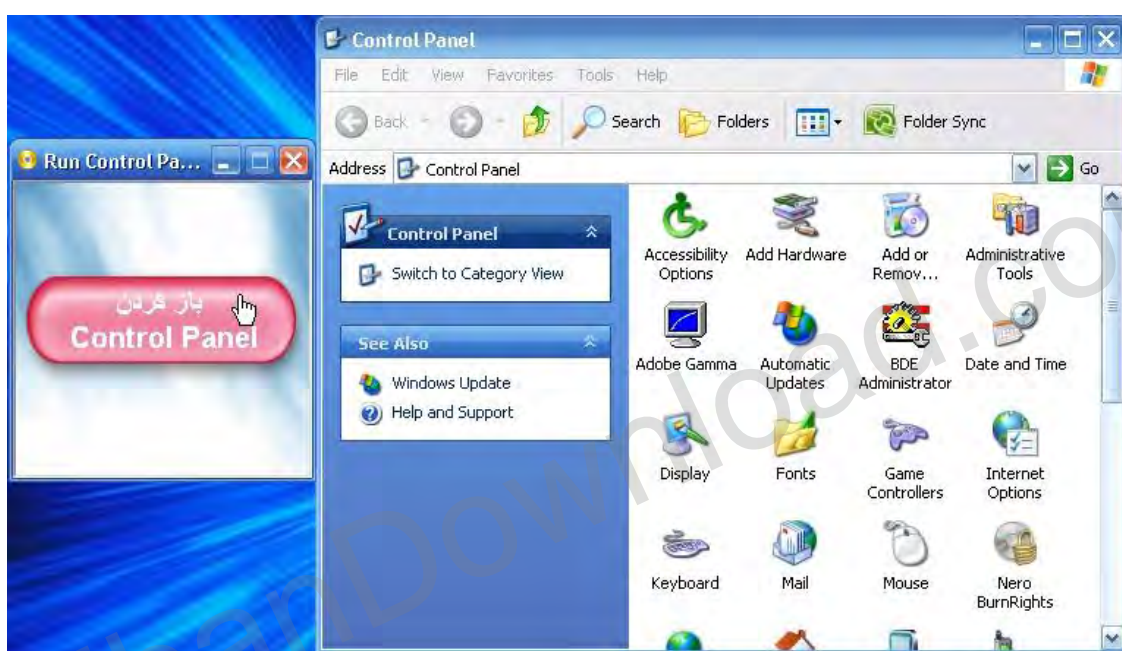 Run Control Pa...
باز کردن
Control Panel
Control Panel
File Edit View Favorites Tools Help
Back Search Folders Folder Sync
Address Control Panel Go
Control Panel
Switch to Category View
See Also
Windows Update
Help and Support
Accessibility Options
Add Hardware
Add or Remov...
Administrative Tools
Adobe Gamma
Automatic Updates
BDE Administrator
Date and Time
Display
Fonts
Game Controllers
Internet Options
Keyboard
Mail
Mouse
Nero BurnRights